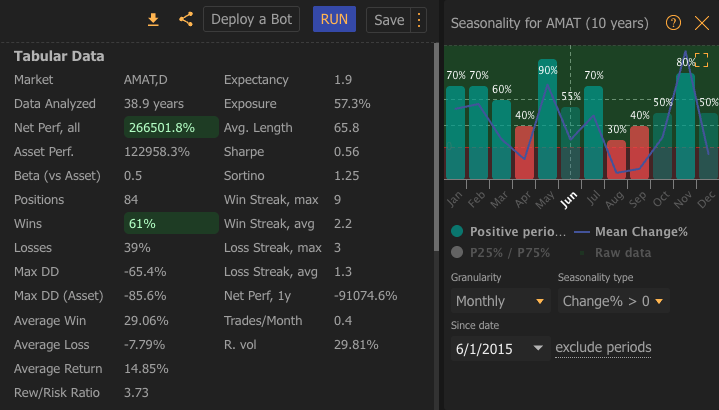 Deploy a Bot RUN Save
Seasonality for AMAT (10 years)
Tabular Data
Market AMAT,D Expectancy 1.9
Data Analyzed 38.9 years Exposure 57.3%
Net Perf, all 266501.8% Avg. Length 65.8
Asset Perf. 122958.3% Sharpe 0.56
Beta (vs Asset) 0.5 Sortino 1.25
Positions 84 Win Streak, max 9
Wins 61% Win Streak, avg 2.2
Losses 39% Loss Streak, max 3
Max DD -65.4% Loss Streak, avg 1.3
Max DD (Asset) -85.6% Net Perf, 1y -91074.6%
Average Win 29.06% Trades/Month 0.4
Average Loss -7.79% R. vol 29.81%
Average Return 14.85%
Rew/Risk Ratio 3.73
70% 70% 60% 40% 90% 55% 70% 30% 40% 50% 80% 50%
Jan Feb Mar Apr May Jun Jul Aug Sep Oct Nov Dec
Positive perio... Mean Change%
P25% / P75% Raw data
Granularity Seasonality type
Monthly Change% > 0
Since date
6/1/2015 exclude periods